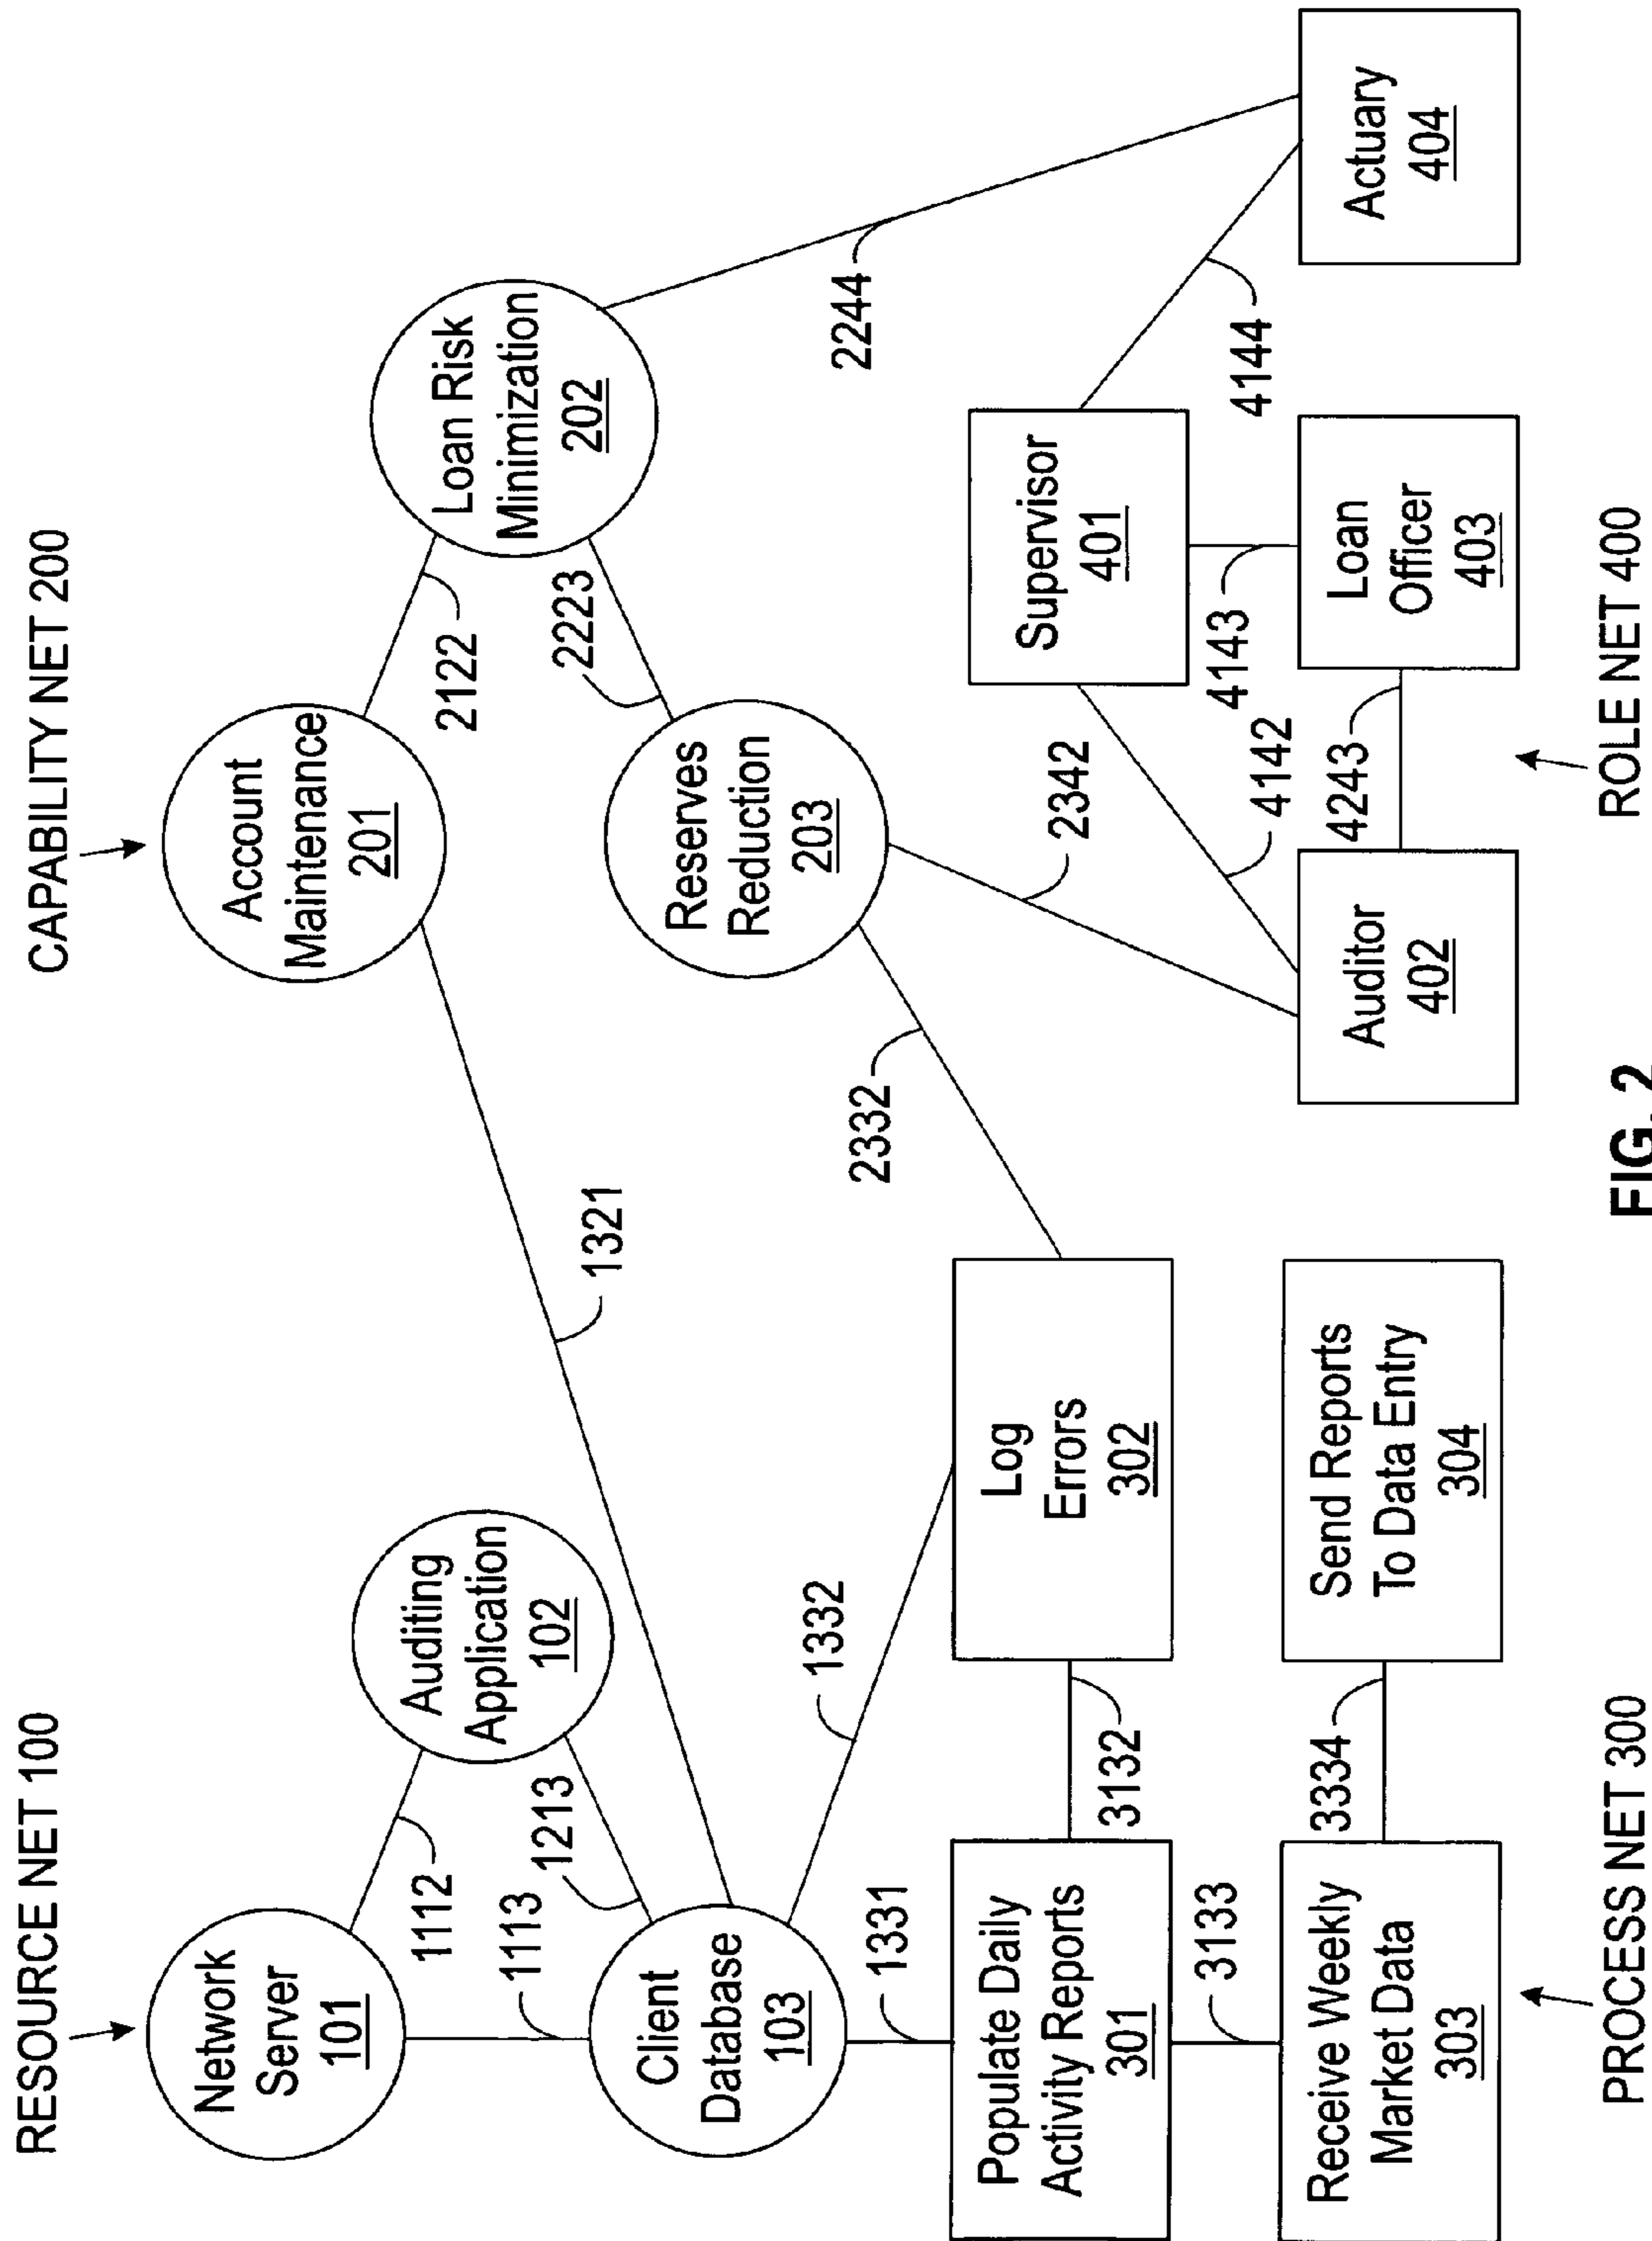 RESOURCE NET 100
CAPABILITY NET 200
Network
Server
101
Auditing
Application
102
1112
1113
1213
Client
Database
103
Account
Maintenance
201
Loan Risk
Minimization
202
2122
2223
Reserves
Reduction
203
1321
1331
1332
2332
2342
2244
Populate Daily
Activity Reports
301
3132
Log
Errors
302
3133
Receive Weekly
Market Data
303
3334
Send Reports
To Data Entry
304
Supervisor
401
4142
4143
4144
Auditor
402
4243
Loan
Officer
403
Actuary
404
PROCESS NET 300
ROLE NET 400
FIG. 2